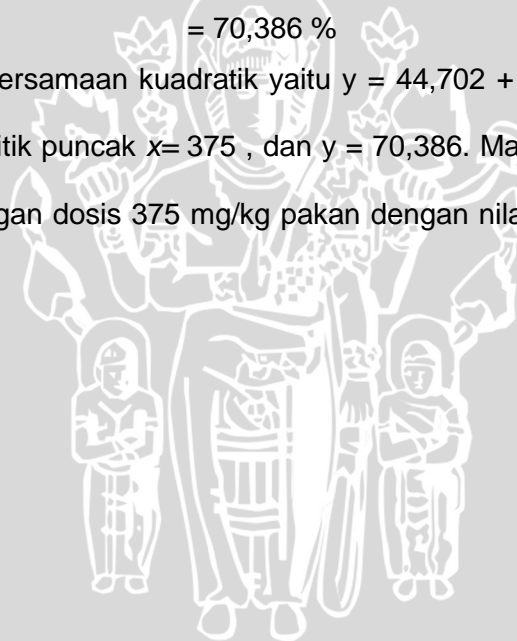 = 70,386 %
ersamaan kuadratik yaitu y = 44,702 +
itik puncak x= 375 , dan y = 70,386. Ma
gan dosis 375 mg/kg pakan dengan nila